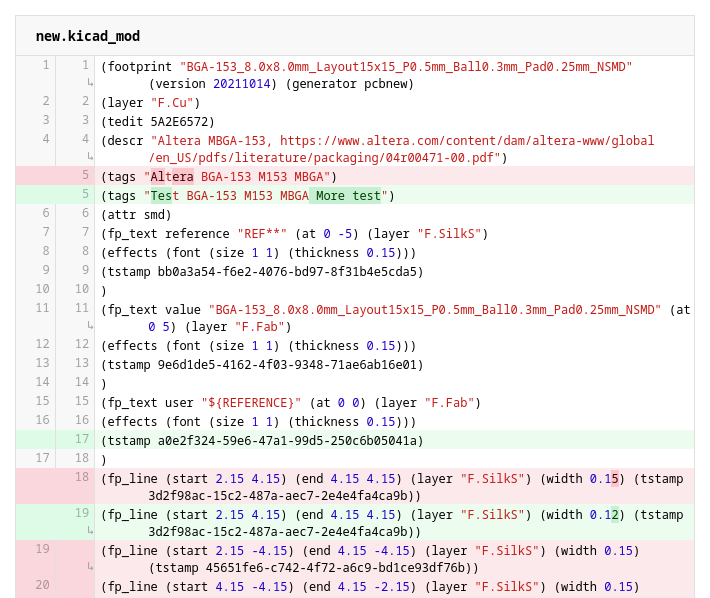 new.kicad_mod
1 1 (footprint "BGA-153_8.0x8.0mm_Layout15x15_P0.5mm_Ball0.3mm_Pad0.25mm_NSMD"
↳ (version 20211014) (generator pcbnew)
2 2 (layer "F.Cu")
3 3 (tedit 5A2E6572)
4 4 (descr "Altera MBGA-153, https://www.altera.com/content/dam/altera-www/global
↳ /en_US/pdfs/literature/packaging/04r00471-00.pdf")
5 (tags "Altera BGA-153 M153 MBGA")
5 (tags "Test BGA-153 M153 MBGA More test")
6 6 (attr smd)
7 7 (fp_text reference "REF**" (at 0 -5) (layer "F.SilkS")
8 8 (effects (font (size 1 1) (thickness 0.15)))
9 9 (tstamp bb0a3a54-f6e2-4076-bd97-8f31b4e5cda5)
10 10 )
11 11 (fp_text value "BGA-153_8.0x8.0mm_Layout15x15_P0.5mm_Ball0.3mm_Pad0.25mm_NSMD" (at
↳ 0 5) (layer "F.Fab")
12 12 (effects (font (size 1 1) (thickness 0.15)))
13 13 (tstamp 9e6d1de5-4162-4f03-9348-71ae6ab16e01)
14 14 )
15 15 (fp_text user "${REFERENCE}" (at 0 0) (layer "F.Fab")
16 16 (effects (font (size 1 1) (thickness 0.15)))
17 (tstamp a0e2f324-59e6-47a1-99d5-250c6b05041a)
17 18 )
18 (fp_line (start 2.15 4.15) (end 4.15 4.15) (layer "F.SilkS") (width 0.15) (tstamp
3d2f98ac-15c2-487a-aec7-2e4e4fa4ca9b))
19 (fp_line (start 2.15 4.15) (end 4.15 4.15) (layer "F.SilkS") (width 0.12) (tstamp
↳ 3d2f98ac-15c2-487a-aec7-2e4e4fa4ca9b))
19 (fp_line (start 2.15 -4.15) (end 4.15 -4.15) (layer "F.SilkS") (width 0.15)
↳ (tstamp 45651fe6-c742-4f72-a6c9-bd1ce93df76b))
20 (fp_line (start 4.15 -4.15) (end 4.15 -2.15) (layer "F.SilkS") (width 0.15)